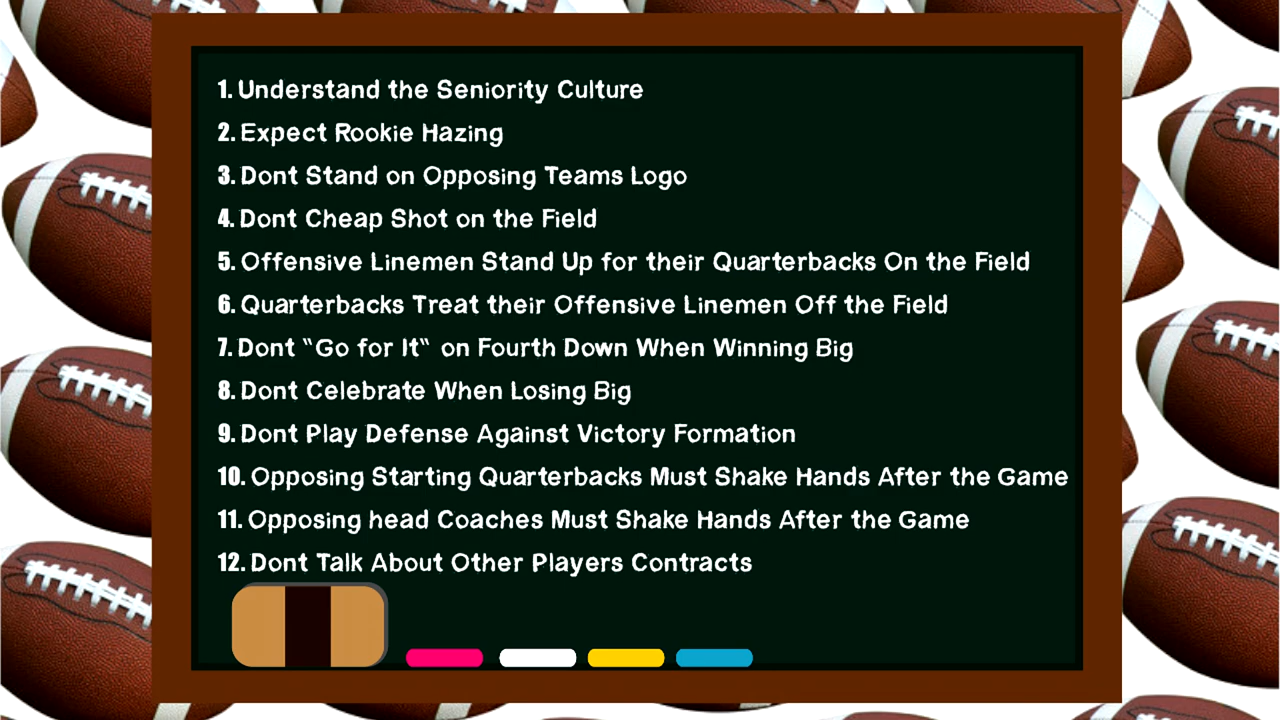 1. Understand the Seniority Culture
2. Expect Rookie Hazing
3. Dont Stand on Opposing Teams Logo
4. Dont Cheap Shot on the Field
5. Offensive Linemen Stand Up for their Quarterbacks On the Field
6. Quarterbacks Treat their Offensive Linemen Off the Field
7. Dont "Go for It" on Fourth Down When Winning Big
8. Dont Celebrate When Losing Big
9. Dont Play Defense Against Victory Formation
10. Opposing Starting Quarterbacks Must Shake Hands After the Game
11. Opposing head Coaches Must Shake Hands After the Game
12. Dont Talk About Other Players Contracts